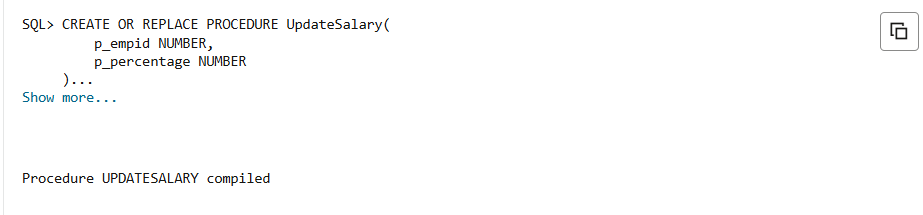 SQL> CREATE OR REPLACE PROCEDURE UpdateSalary(
         p_empid NUMBER,
         p_percentage NUMBER
     )...
Show more...
Procedure UPDATESALARY compiled